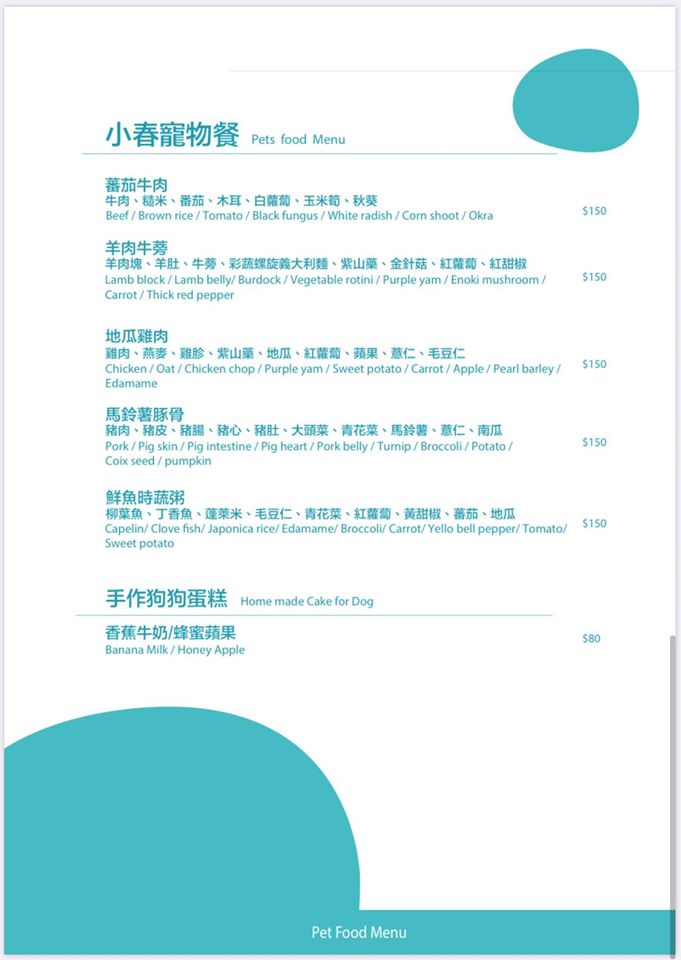 小春寵物餐 Pets food Menu
蕃茄牛肉
牛肉、糙米、番茄、木耳、白蘿蔔、玉米筍、秋葵
Beef / Brown rice / Tomato / Black fungus / White radish / Corn shoot / Okra
$150
羊肉牛蒡
羊肉塊、羊肚、牛蒡、彩蔬螺旋義大利麵、紫山藥、金針菇、紅蘿蔔、紅甜椒
Lamb block / Lamb belly/ Burdock / Vegetable rotini / Purple yam / Enoki mushroom /
Carrot / Thick red pepper
$150
地瓜雞肉
雞肉、燕麥、雞胗、紫山藥、地瓜、紅蘿蔔、蘋果、薏仁、毛豆仁
Chicken / Oat / Chicken chop / Purple yam / Sweet potato / Carrot / Apple / Pearl barley /
Edamame
$150
馬鈴薯豚骨
豬肉、豬皮、豬腸、豬心、豬肚、大頭菜、青花菜、馬鈴薯、薏仁、南瓜
Pork / Pig skin / Pig intestine / Pig heart / Pork belly / Turnip / Broccoli / Potato /
Coix seed / pumpkin
$150
鮮魚時蔬粥
柳葉魚、丁香魚、蓬萊米、毛豆仁、青花菜、紅蘿蔔、黃甜椒、蕃茄、地瓜
Capelin/ Clove fish/ Japonica rice/ Edamame/ Broccoli/ Carrot/ Yello bell pepper/ Tomato/
Sweet potato
$150
手作狗狗蛋糕 Home made Cake for Dog
香蕉牛奶/蜂蜜蘋果
Banana Milk / Honey Apple
$80
Pet Food Menu